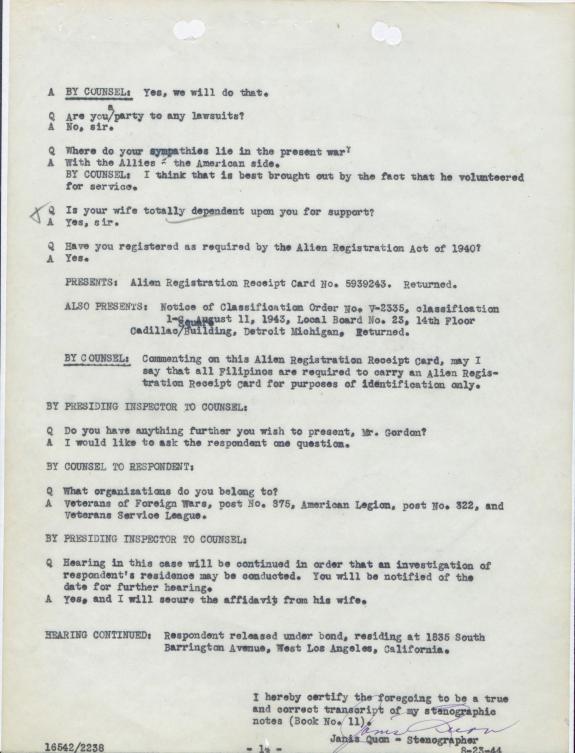 A BY COUNSEL: Yes, we will do that.
Q Are you/a party to any lawsuits?
A No, sir.
Q Where do your sympathies lie in the present war?
A With the Allies - the American side.
BY COUNSEL: I think that is best brought out by the fact that he volunteered
for service.
Q Is your wife totally dependent upon you for support?
A Yes, sir.
Q Have you registered as required by the Alien Registration Act of 1940?
A Yes.
PRESENTS: Alien Registration Receipt Card No. 5939243. Returned.
ALSO PRESENTS: Notice of Classification Order No. V-2335, classification
1-C, August 11, 1943, Local Board No. 23, 14th Floor
Cadillac/Square Building, Detroit Michigan, Returned.
BY COUNSEL: Commenting on this Alien Registration Receipt Card, may I
say that all Filipinos are required to carry an Alien Regis-
tration Receipt Card for purposes of identification only.
BY PRESIDING INSPECTOR TO COUNSEL:
Q Do you have anything further you wish to present, Mr. Gordon?
A I would like to ask the respondent one question.
BY COUNSEL TO RESPONDENT:
Q What organizations do you belong to?
A Veterans of Foreign Wars, post No. 375, American Legion, post No. 322, and
Veterans Service League.
BY PRESIDING INSPECTOR TO COUNSEL:
Q Hearing in this case will be continued in order that an investigation of
respondent's residence may be conducted. You will be notified of the
date for further hearing.
A Yes, and I will secure the affidavit from his wife.
HEARING CONTINUED: Respondent released under bond, residing at 1835 South
Barrington Avenue, West Los Angeles, California.
I hereby certify the foregoing to be a true
and correct transcript of my stenographic
notes (Book No. 11).
Janis Quon
Janis Quon - Stenographer
16542/2238 8-23-44